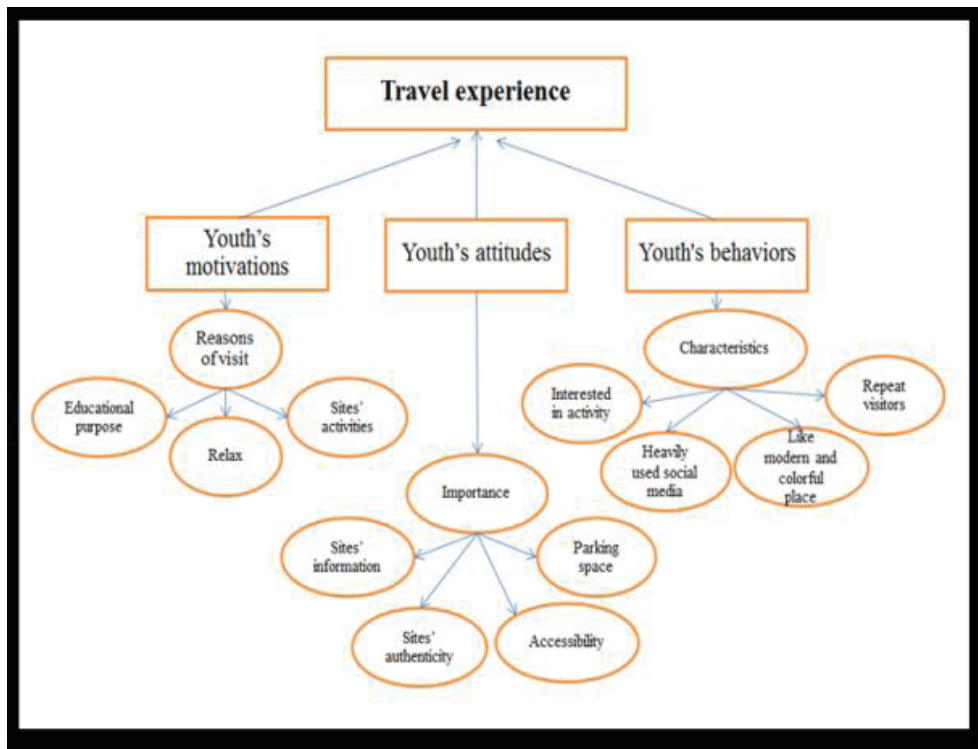 Travel experience
Youth's
motivations
Youth's attitudes
Youth's behaviors
Reasons
of visit
Educational
purpose
Relax
Sites'
activities
Importance
Sites'
information
Sites'
authenticity
Accessibility
Parking
space
Characteristics
Interested
in activity
Heavily
used social
media
Like
modern and
colorful
place
Repeat
visitors